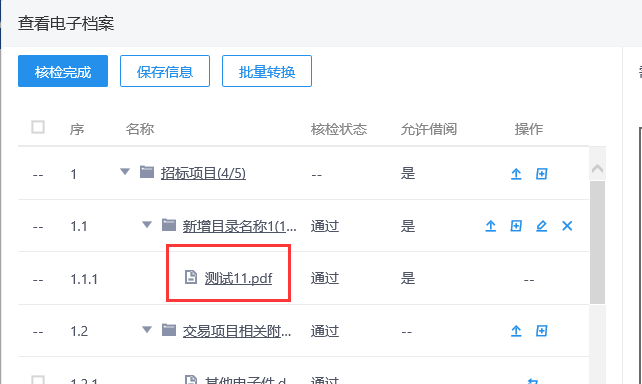 查看电子档案
核检完成 保存信息 批量转换
序 名称 核检状态 允许借阅 操作
-- 1 招标项目(4/5) -- 是
-- 1.1 新增目录名称1(1... 通过 是
-- 1.1.1 测试11.pdf 通过 是 --
-- 1.2 交易项目相关附... 通过 --
1.2.1 其他电子件.d 通过 --